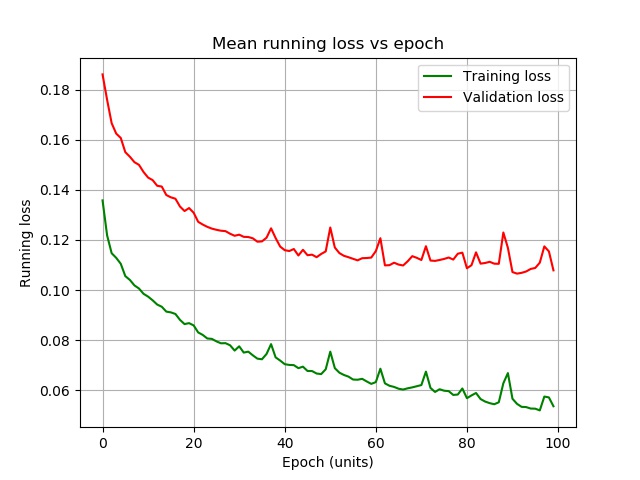 Mean running loss vs epoch
Training loss
Validation loss
Running loss
0.18
0.16
0.14
0.12
0.10
0.08
0.06
0 20 40 60 80 100
Epoch (units)